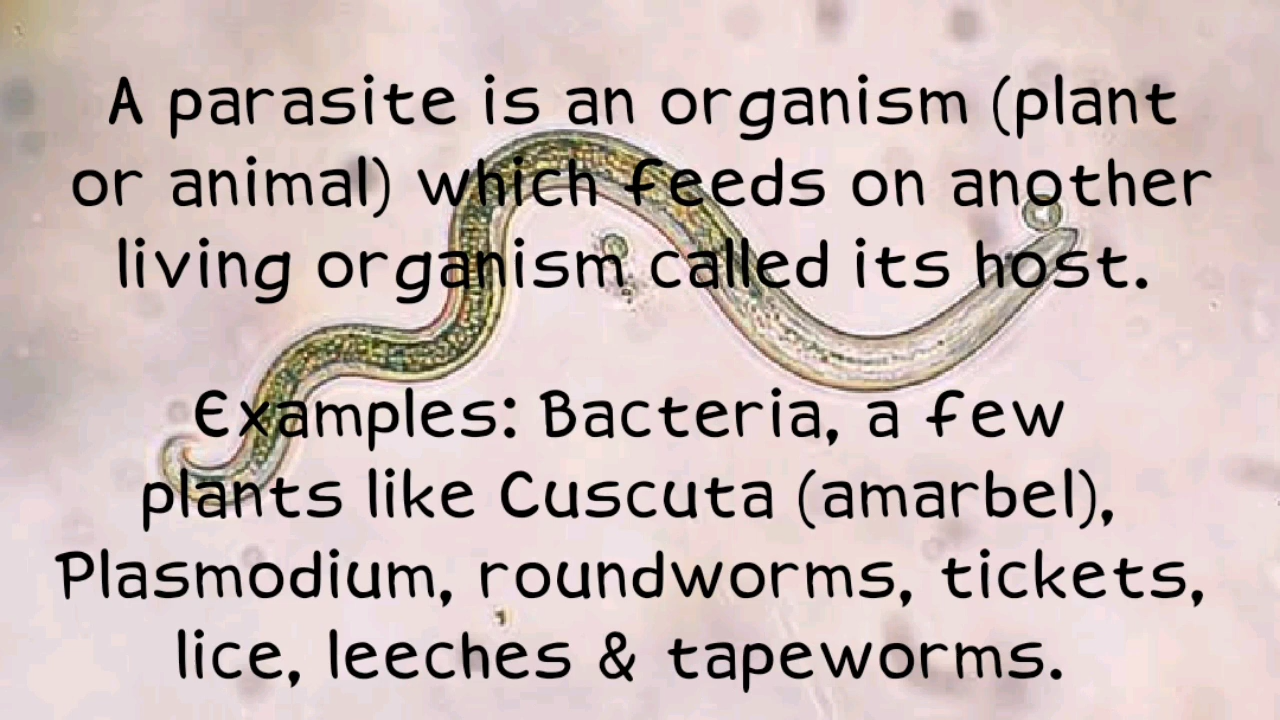 A parasite is an organism (plant
or animal) which feeds on another
living organism called its host.
Examples: Bacteria, a few
plants like Cuscuta (amarbel),
Plasmodium, roundworms, tickets,
lice, leeches & tapeworms.